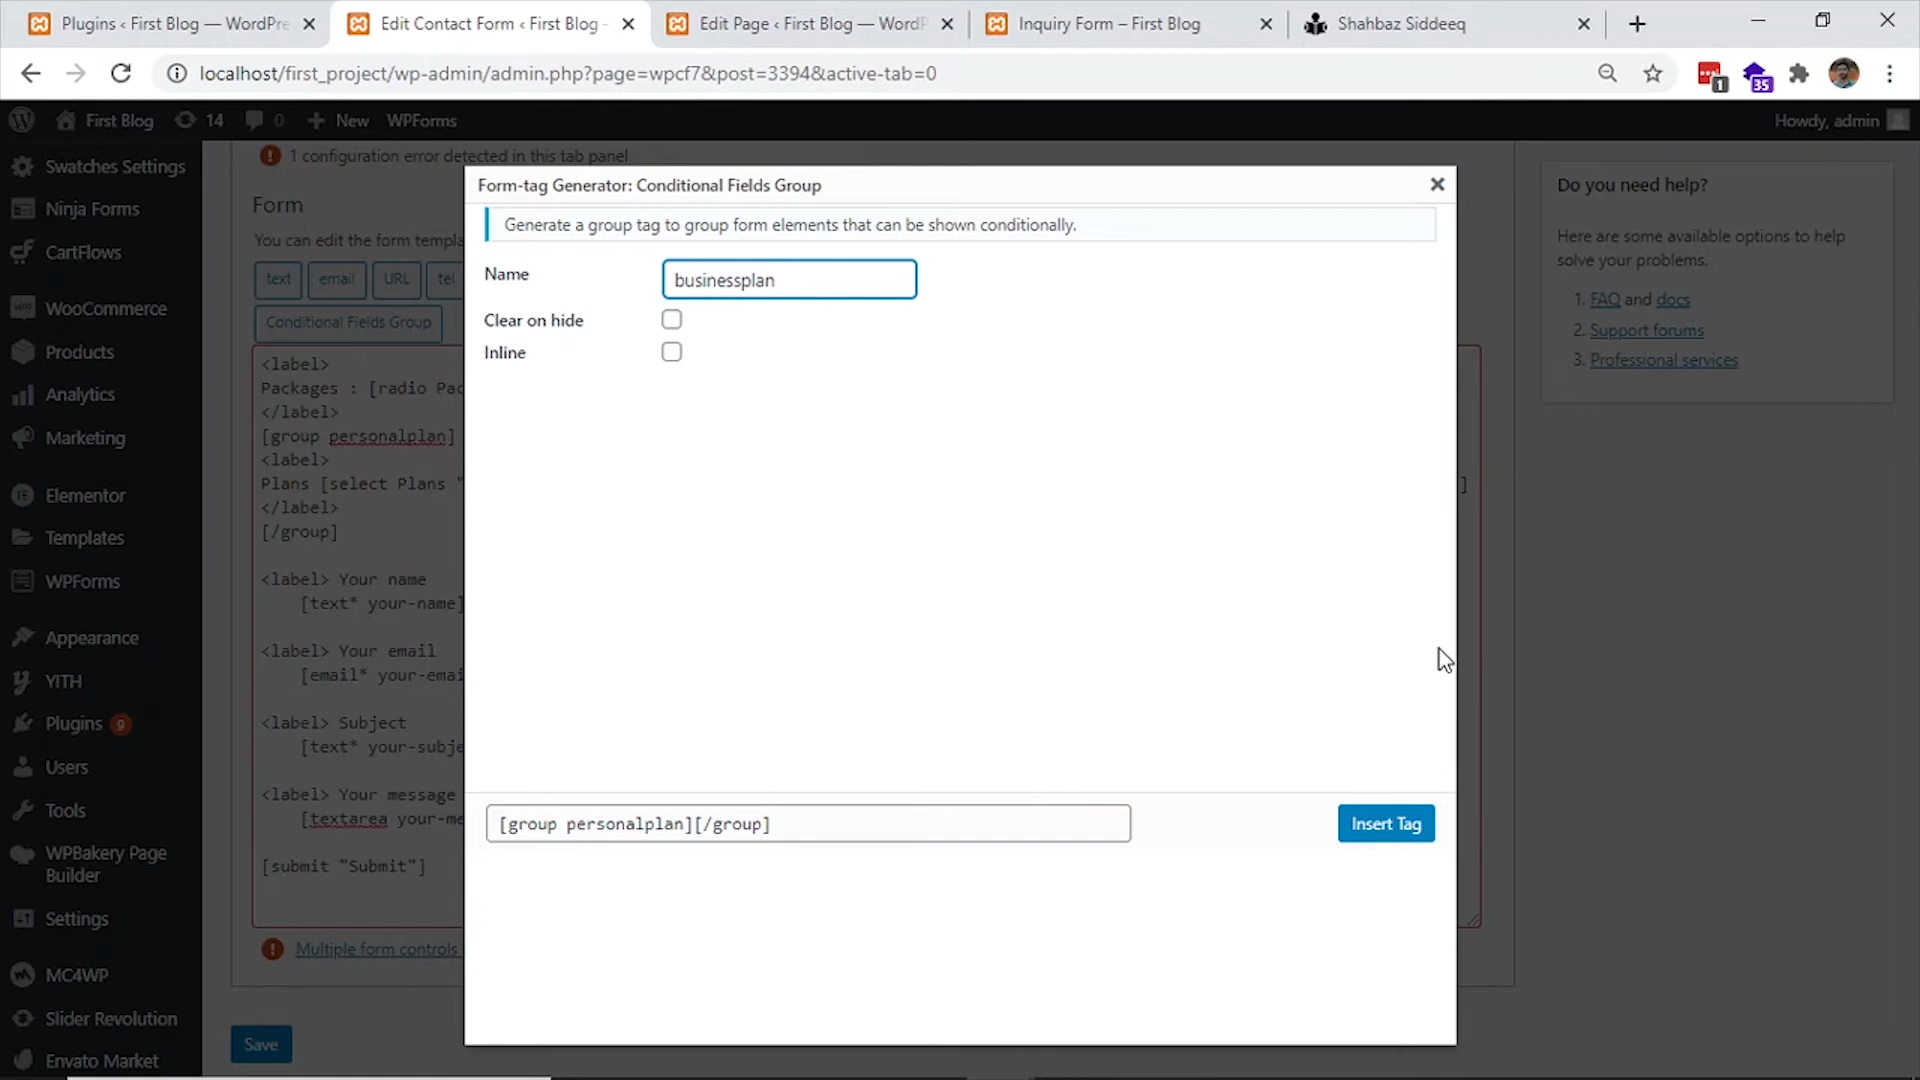 Plugins ‹ First Blog — WordPre
Edit Contact Form ‹ First Blog -
Edit Page ‹ First Blog — WordP
Inquiry Form – First Blog
Shahbaz Siddeeq
localhost/first_project/wp-admin/admin.php?page=wpcf7&post=3394&active-tab=0
1
35
First Blog
14
0
New
WPForms
Howdy, admin
Swatches Settings
Ninja Forms
CartFlows
WooCommerce
Products
Analytics
Marketing
Elementor
Templates
WPForms
Appearance
YITH
Plugins 9
Users
Tools
WPBakery Page
Builder
Settings
MC4WP
Slider Revolution
Envato Market
1 configuration error detected in this tab panel
Form
You can edit the form templa
text
email
URL
tel
Conditional Fields Group
<label>
Packages : [radio Pac
</label>
[group personalplan]
<label>
Plans [select Plans "
]
</label>
[/group]
<label> Your name
[text* your-name]
<label> Your email
[email* your-emai
<label> Subject
[text* your-subje
<label> Your message
[textarea your-me
[submit "Submit"]
Multiple form controls
Save
Form-tag Generator: Conditional Fields Group
Generate a group tag to group form elements that can be shown conditionally.
Name
businessplan
Clear on hide
Inline
[group personalplan][/group]
Insert Tag
Do you need help?
Here are some available options to help
solve your problems.
1. FAQ and docs
2. Support forums
3. Professional services